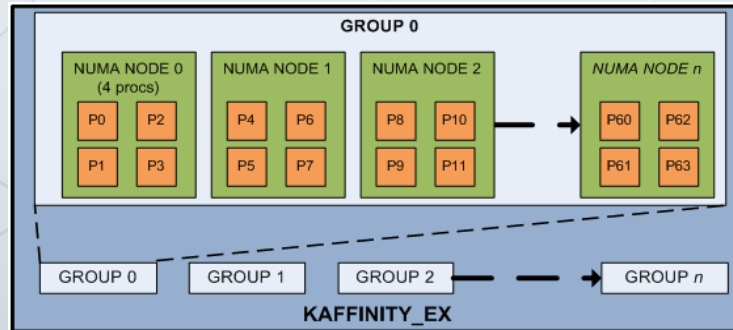 GROUP 0
NUMA NODE 0
(4 procs)
P0 P2
P1 P3
NUMA NODE 1
P4 P6
P5 P7
NUMA NODE 2
P8 P10
P9 P11
NUMA NODE n
P60 P62
P61 P63
GROUP 0 GROUP 1 GROUP 2 GROUP n
KAFFINITY_EX